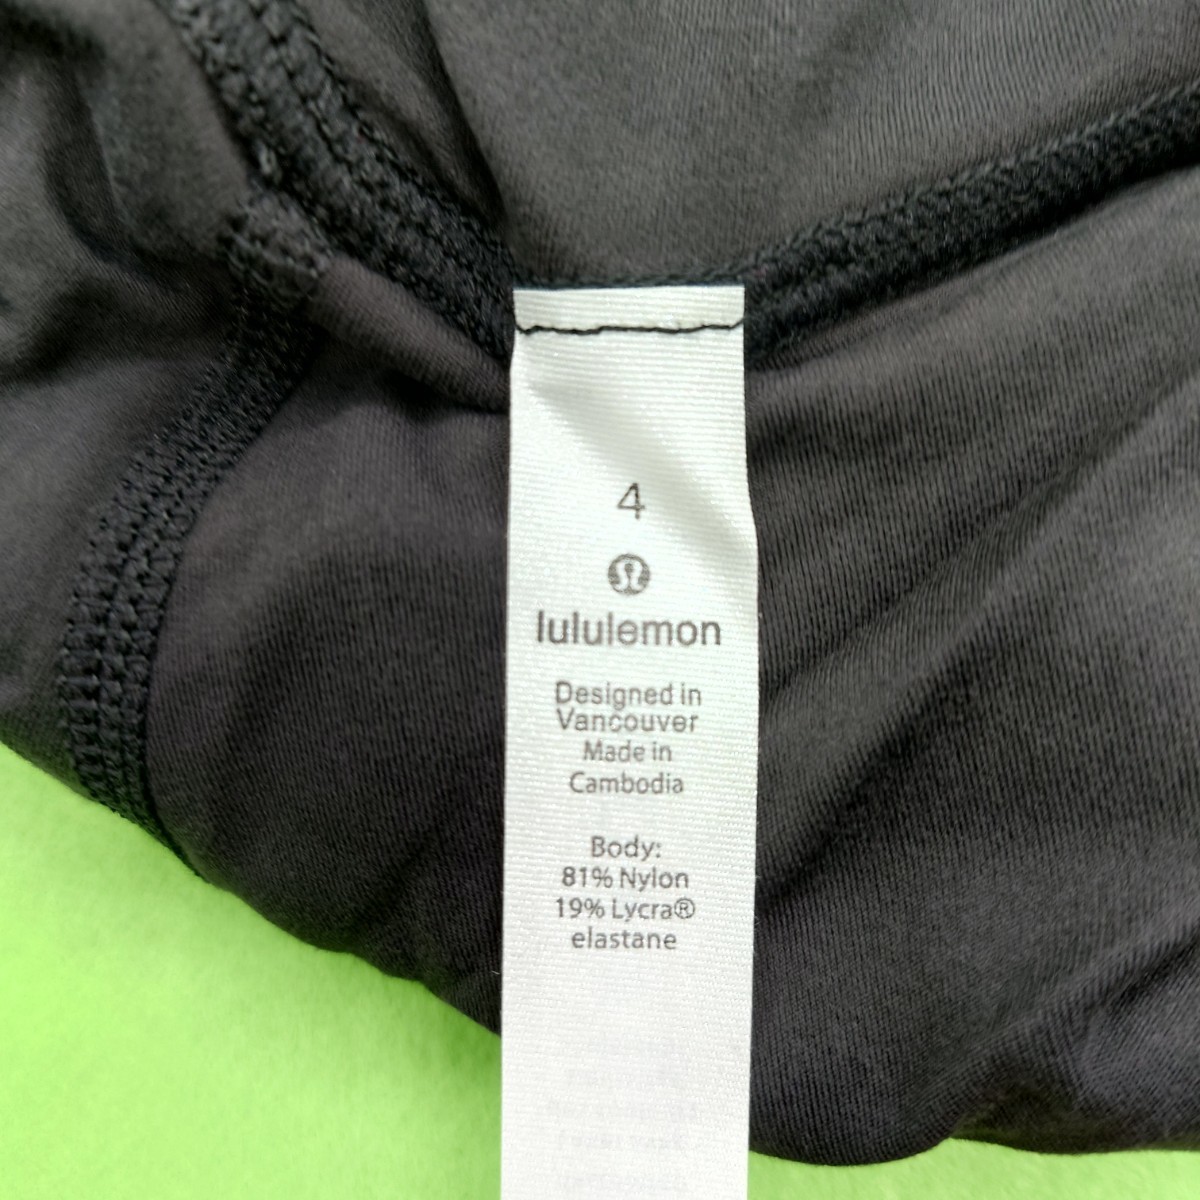 4
lululemon
Designed in
Vancouver
Made in
Cambodia
Body:
81% Nylon
19% Lycra®
elastane